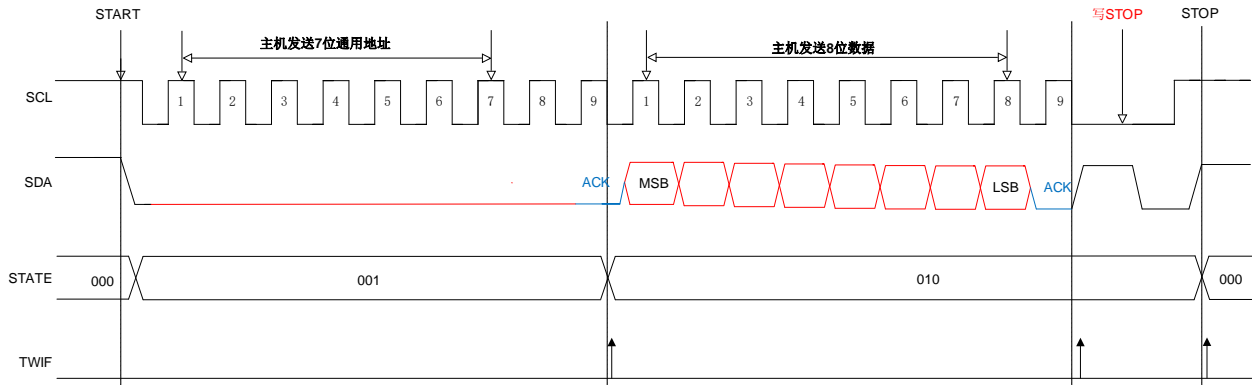 START 写STOP STOP
主机发送7位通用地址 主机发送8位数据
SCL 1 2 3 4 5 6 7 8 9 1 2 3 4 5 6 7 8 9
SDA ACK MSB LSB ACK
STATE 000 001 010 000
TWIF